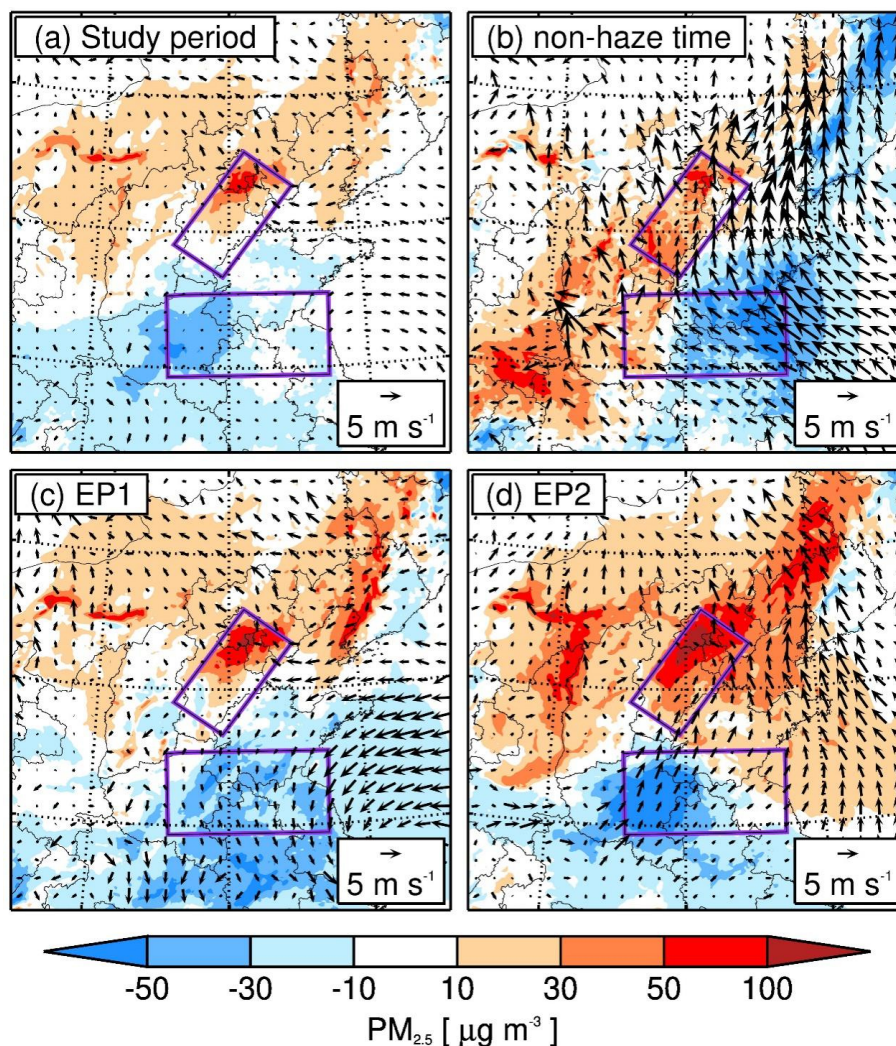 (a) Study period
(b) non-haze time
5 m s⁻¹
5 m s⁻¹
(c) EP1
(d) EP2
5 m s⁻¹
5 m s⁻¹
-50 -30 -10 10 30 50 100
PM₂.₅ [ μg m⁻³ ]